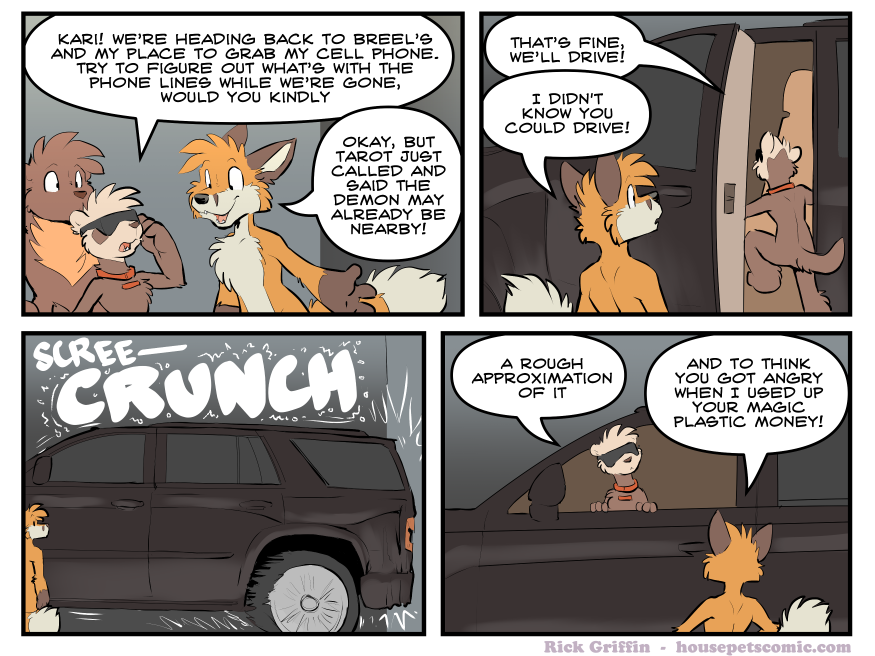 KARI! WE'RE HEADING BACK TO BREEL'S
AND MY PLACE TO GRAB MY CELL PHONE.
TRY TO FIGURE OUT WHAT'S WITH THE
PHONE LINES WHILE WE'RE GONE,
WOULD YOU KINDLY
OKAY, BUT
TAROT JUST
CALLED AND
SAID THE
DEMON MAY
ALREADY BE
NEARBY!
THAT'S FINE,
WE'LL DRIVE!
I DIDN'T
KNOW YOU
COULD DRIVE!
SCREE—
CRUNCH
A ROUGH
APPROXIMATION
OF IT
AND TO THINK
YOU GOT ANGRY
WHEN I USED UP
YOUR MAGIC
PLASTIC MONEY!
Rick Griffin - housepetscomic.com